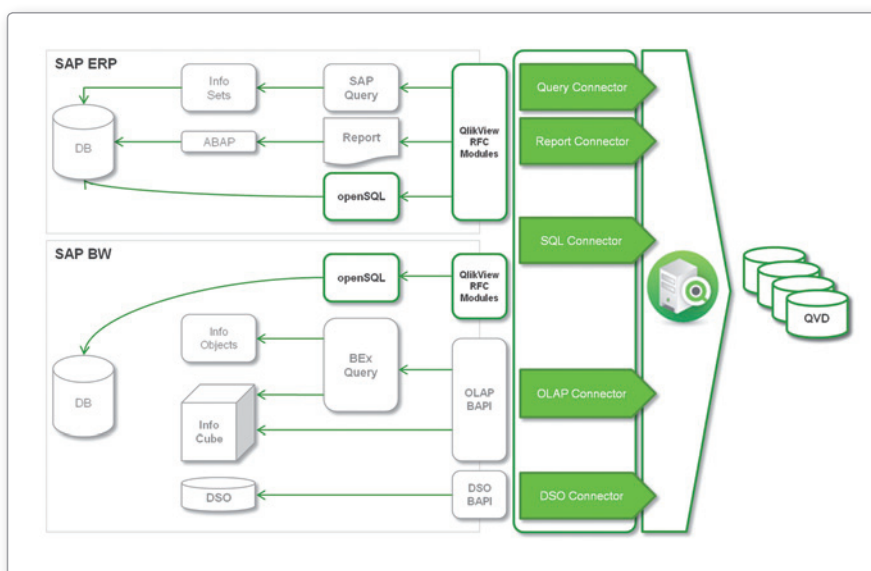 SAP ERP
Info
Sets
SAP
Query
Query Connector
DB
ABAP
Report
QlikView
RFC
Modules
Report Connector
openSQL
SQL Connector
SAP BW
openSQL
QlikView
RFC
Modules
QVD
Info
Objects
BEx
Query
DB
OLAP
BAPI
OLAP Connector
Info
Cube
DSO
DSO
BAPI
DSO Connector